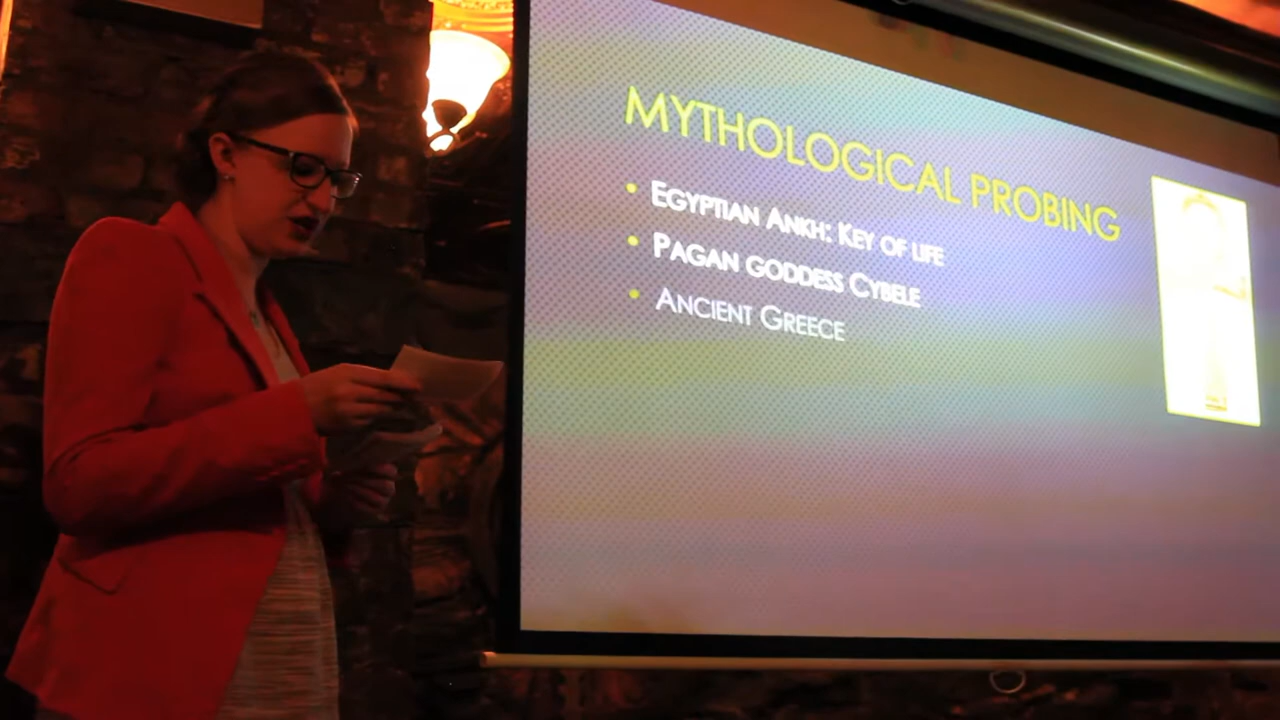 MYTHOLOGICAL PROBING
• EGYPTIAN ANKH: KEY OF LIFE
• PAGAN GODDESS CYBELE
• ANCIENT GREECE